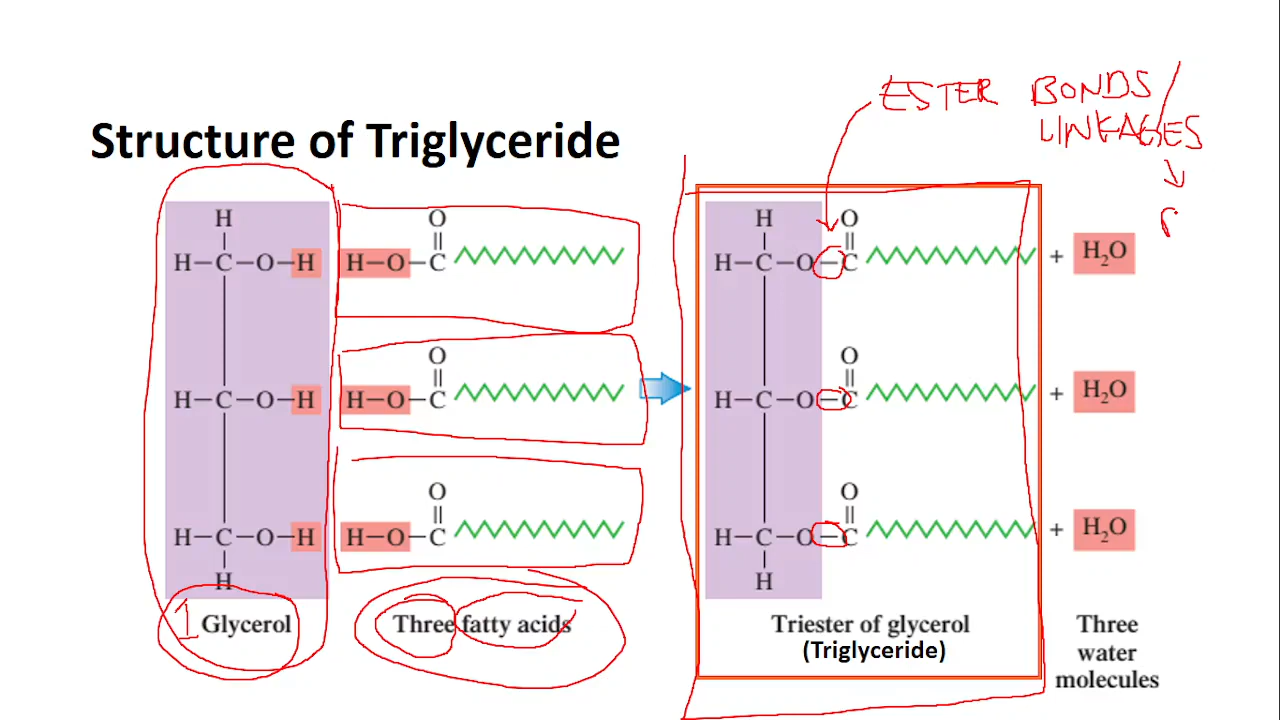 ESTER BONDS/
LINKAGES
Structure of Triglyceride
H H
O O
H–C–O–H H–O–C H–C–O–C + H₂O
O O
H–C–O–H H–O–C H–C–O–C + H₂O
O O
H–C–O–H H–O–C H–C–O–C + H₂O
H H
1 Glycerol
Three fatty acids
Triester of glycerol
(Triglyceride)
Three
water
molecules